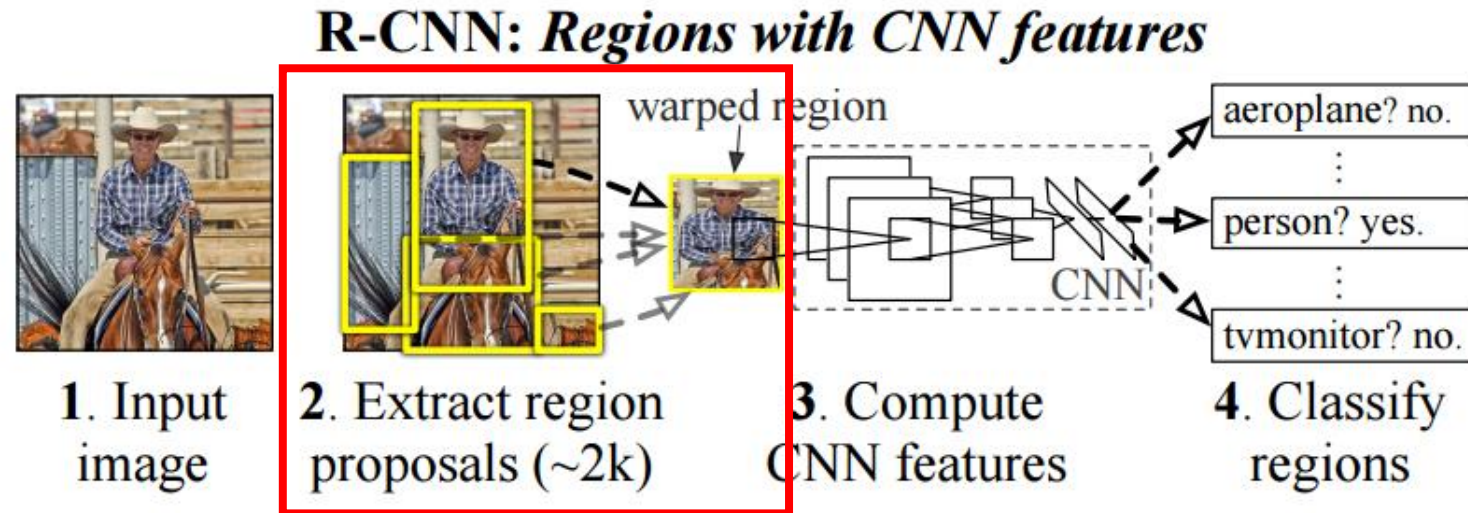 R-CNN: Regions with CNN features
warped region
aeroplane? no.
⋮
person? yes.
⋮
tvmonitor? no.
CNN
1. Input
image
2. Extract region
proposals (~2k)
3. Compute
CNN features
4. Classify
regions